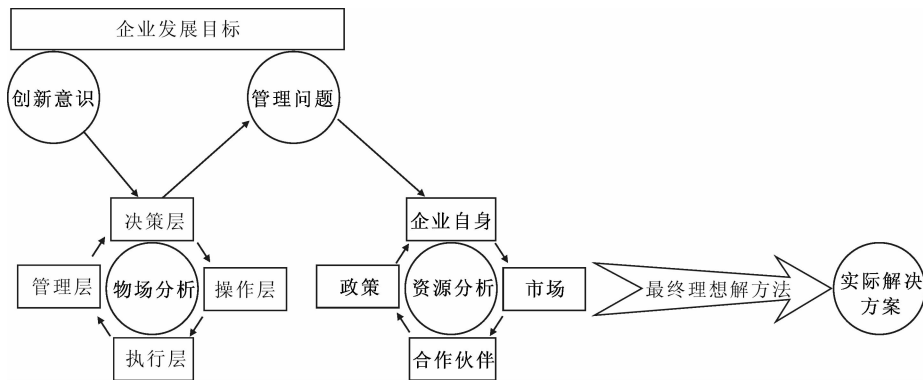 企业发展目标
创新意识
管理问题
决策层
管理层
物场分析
操作层
执行层
企业自身
政策
资源分析
市场
合作伙伴
最终理想解方法
实际解决
方案